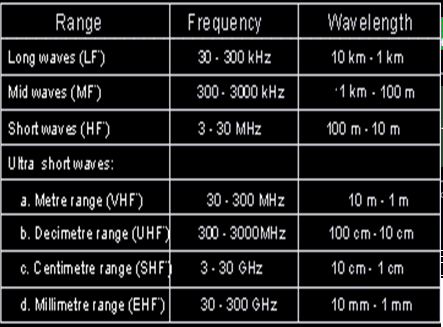 Range Frequency Wavelength
Long waves (LF*) 30 - 300 kHz 10 km - 1 km
Mid waves (MF*) 300 - 3000 kHz 1 km - 100 m
Short waves (HF*) 3 - 30 MHz 100 m - 10 m
Ultra short waves:
a. Metre range (VHF*) 30 - 300 MHz 10 m - 1 m
b. Decimetre range (UHF*) 300 - 3000MHz 100 cm - 10 cm
c. Centimetre range (SHF*) 3 - 30 GHz 10 cm - 1 cm
d. Millimetre range (EHF*) 30 - 300 GHz 10 mm - 1 mm